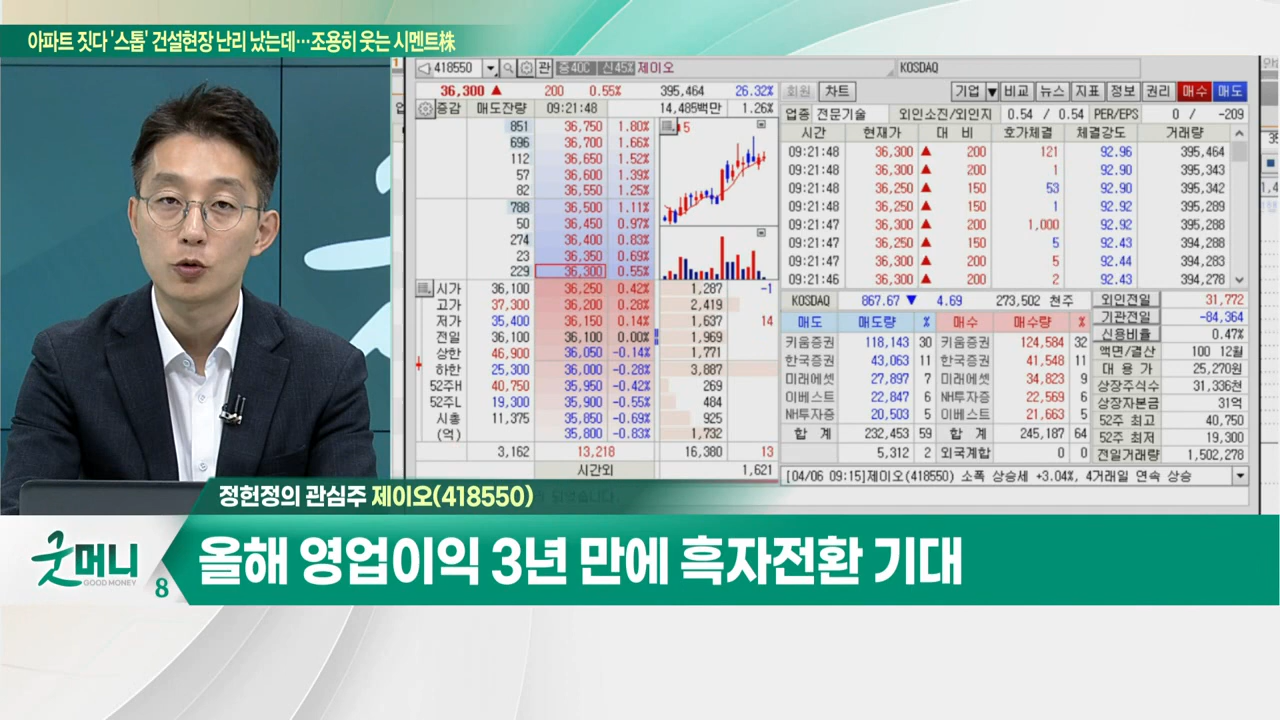 아파트 짓다 '스톱' 건설현장 난리 났는데…조용히 웃는 시멘트株
418550 관 증40C 신45% 제이오 KOSDAQ
36,300 ▲ 200 0.55% 395,464 26.32%
회원 차트 기업 ▼ 비교 뉴스 지표 정보 권리 매수 매도
증감 매도잔량 09:21:48 14,485백만 1.26%
업종 전문기술 외인소진/외인지 0.54 / 0.54 PER/EPS 0 / -209
851 36,750 1.80%
696 36,700 1.66%
112 36,650 1.52%
57 36,600 1.39%
82 36,550 1.25%
788 36,500 1.11%
50 36,450 0.97%
274 36,400 0.83%
23 36,350 0.69%
229 36,300 0.55%
시가 36,100 36,250 0.42% 1,287 -1
고가 37,300 36,200 0.28% 2,419
저가 35,400 36,150 0.14% 1,637 14
전일 36,100 36,100 0.00% 1,969
상한 46,900 36,050 -0.14% 1,771
하한 25,300 36,000 -0.28% 3,887
52주H 40,750 35,950 -0.42% 269
52주L 19,300 35,900 -0.55% 484
시총 11,375 35,850 -0.69% 925
(억) 35,800 -0.83% 1,732
3,162 13,218 16,380 13
시간외 1,621
시간 현재가 대 비 호가체결 체결강도 거래량
09:21:48 36,300 ▲ 200 121 92.96 395,464
09:21:48 36,300 ▲ 200 1 92.90 395,343
09:21:48 36,250 ▲ 150 53 92.90 395,342
09:21:48 36,250 ▲ 150 1 92.92 395,289
09:21:47 36,300 ▲ 200 1,000 92.92 395,288
09:21:47 36,250 ▲ 150 5 92.43 394,288
09:21:47 36,300 ▲ 200 5 92.44 394,283
09:21:46 36,300 ▲ 200 2 92.43 394,278
KOSDAQ 867.67 ▼ 4.69 273,502 천주
매도 매도량 % 매수 매수량 %
키움증권 118,143 30 키움증권 124,584 32
한국증권 43,063 11 한국증권 41,548 11
미래에셋 27,897 7 미래에셋 34,823 9
이베스트 22,847 6 NH투자증 22,569 6
NH투자증 20,503 5 이베스트 21,663 5
합 계 232,453 59 합 계 245,187 64
5,312 2 외국계합 0 0
외인전일 31,772
기관전일 -84,364
신용비율 0.47%
액면/결산 100 12월
대 용 가 25,270원
상장주식수 31,336천
상장자본금 31억
52주 최고 40,750
52주 최저 19,300
전일거래량 1,502,278
[04/06 09:15]제이오(418550) 소폭 상승세 +3.04%, 4거래일 연속 상승
정헌정의 관심주 제이오(418550)
굿머니
GOOD MONEY
8
올해 영업이익 3년 만에 흑자전환 기대